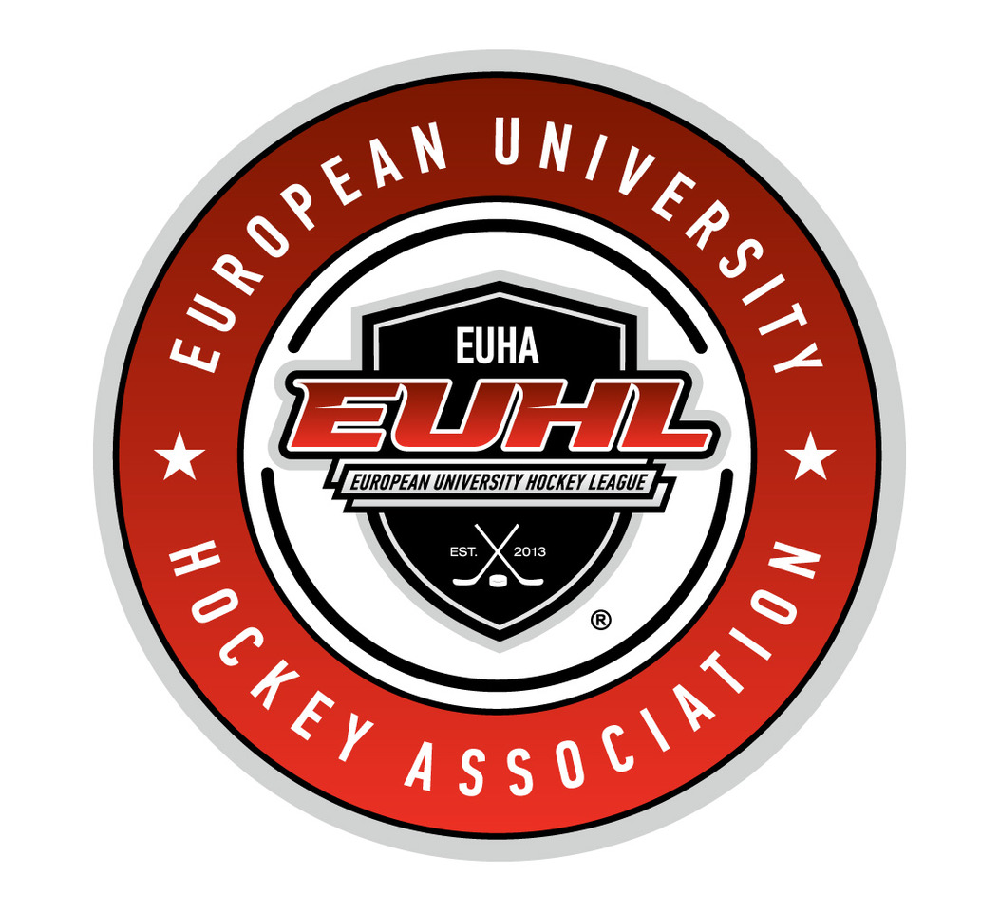 EUROPEAN UNIVERSITY
EUHA
EUHL
EUROPEAN UNIVERSITY HOCKEY LEAGUE
EST. 2013
®
HOCKEY ASSOCIATION